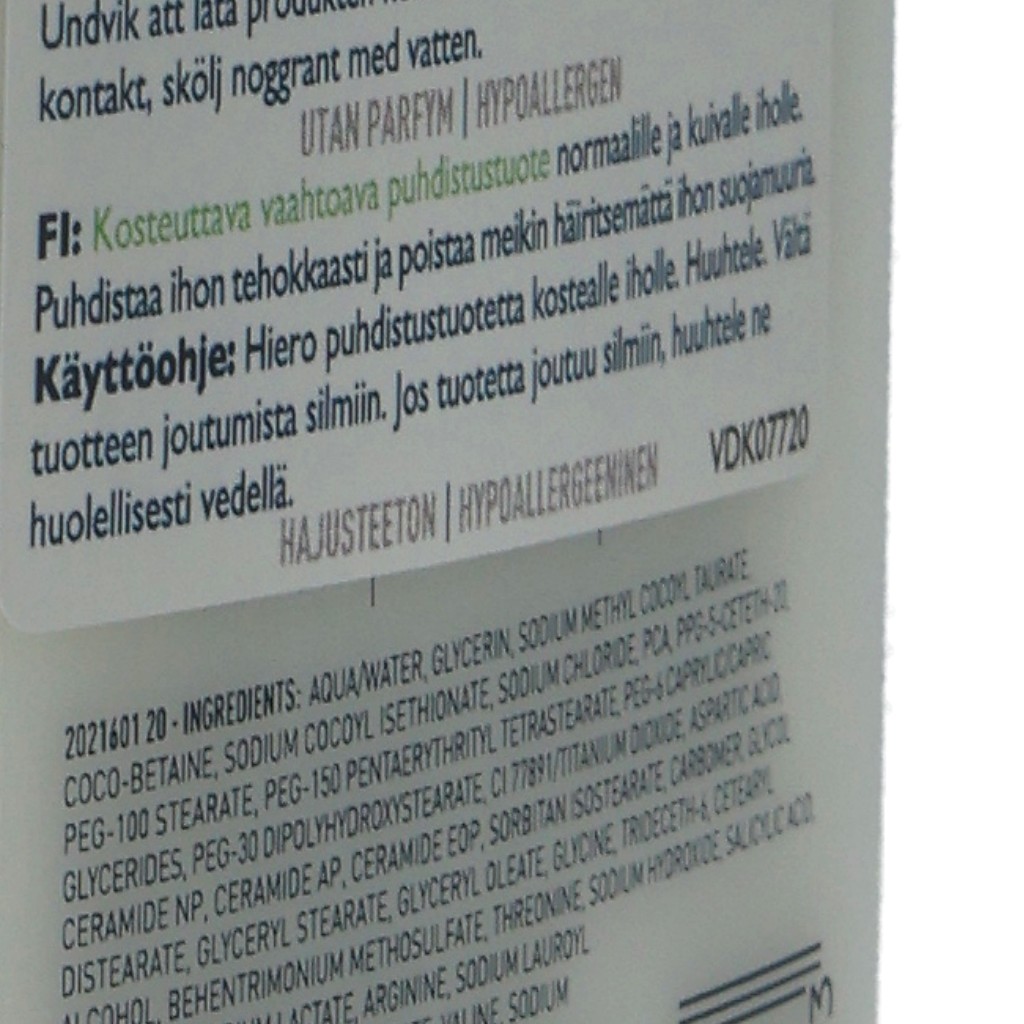 Undvik att låta produkten
kontakt, skölj noggrant med vatten.
UTAN PARFYM | HYPOALLERGEN
FI: Kosteuttava vaahtoava puhdistustuote normaalille ja kuivalle iholle.
Puhdistaa ihon tehokkaasti ja poistaa meikin häiritsemättä ihon suojamuuria.
Käyttöohje: Hiero puhdistustuotetta kostealle iholle. Huuhtele. Vältä
tuotteen joutumista silmiin. Jos tuotetta joutuu silmiin, huuhtele ne
huolellisesti vedellä.
HAJUSTEETON | HYPOALLERGEENINEN
VDK07720
2021601 20 - INGREDIENTS: AQUA/WATER, GLYCERIN, SODIUM METHYL COCOYL TAURATE
COCO-BETAINE, SODIUM COCOYL ISETHIONATE, SODIUM CHLORIDE, PCA, PPG-5-CETETH-20,
PEG-100 STEARATE, PEG-150 PENTAERYTHRITYL TETRASTEARATE, PEG-6 CAPRYLIC/CAPRIC
GLYCERIDES, PEG-30 DIPOLYHYDROXYSTEARATE, CI 77891/TITANIUM DIOXIDE, ASPARTIC ACID
CERAMIDE NP, CERAMIDE AP, CERAMIDE EOP, SORBITAN ISOSTEARATE, CARBOMER, GLYCOL
DISTEARATE, GLYCERYL STEARATE, GLYCERYL OLEATE, GLYCINE, TRIDECETH-6, CETEARYL
ALCOHOL, BEHENTRIMONIUM METHOSULFATE, THREONINE, SODIUM HYDROXIDE, SALICYLIC ACID,
LACTATE, ARGININE, SODIUM LAUROYL
VALINE, SODIUM